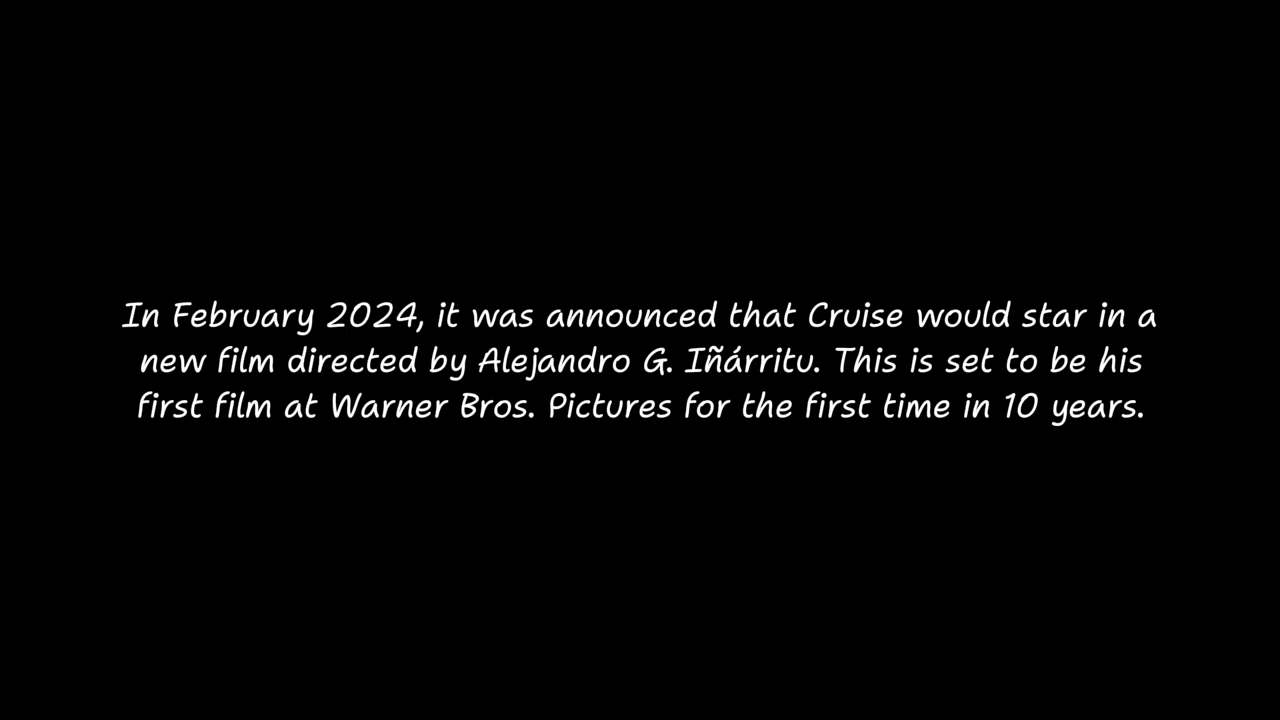 In February 2024, it was announced that Cruise would star in a
new film directed by Alejandro G. Iñárritu. This is set to be his
first film at Warner Bros. Pictures for the first time in 10 years.